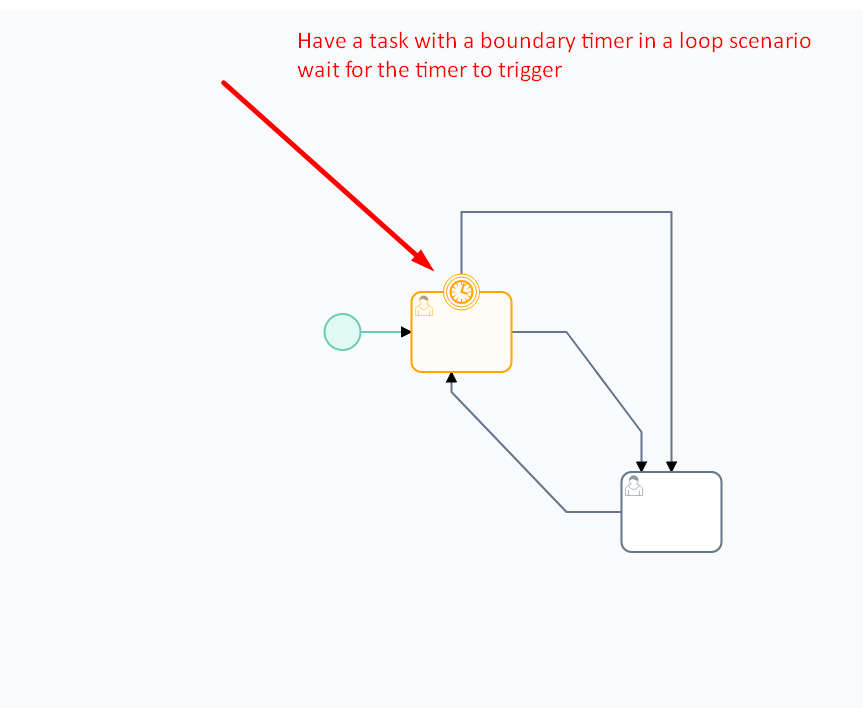 Have a task with a boundary timer in a loop scenario
wait for the timer to trigger